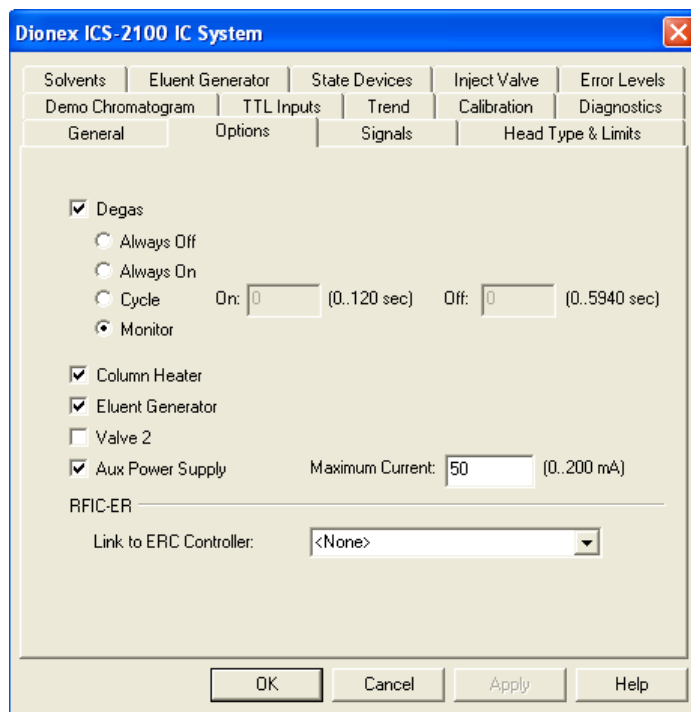 Dionex ICS-2100 IC System
Solvents Eluent Generator State Devices Inject Valve Error Levels
Demo Chromatogram TTL Inputs Trend Calibration Diagnostics
General Options Signals Head Type & Limits
Degas
Always Off
Always On
Cycle On: 0 (0..120 sec) Off: 0 (0..5940 sec)
Monitor
Column Heater
Eluent Generator
Valve 2
Aux Power Supply Maximum Current: 50 (0..200 mA)
RFIC-ER
Link to ERC Controller: <None>
OK Cancel Apply Help